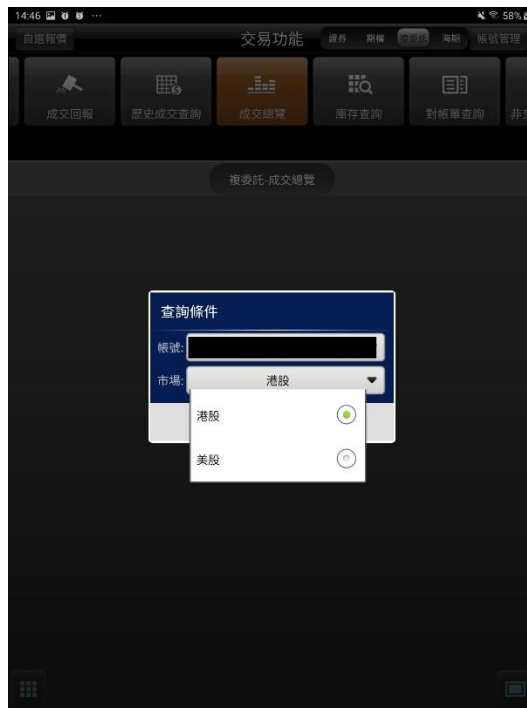 14:46 ... 58%
自選報價 交易功能 證券 期權 複委託 海期 帳號管理
成交回報 歷史成交查詢 成交總覽 庫存查詢 對帳單查詢
複委託-成交總覽
查詢條件
帳號:
市場: 港股
港股
美股